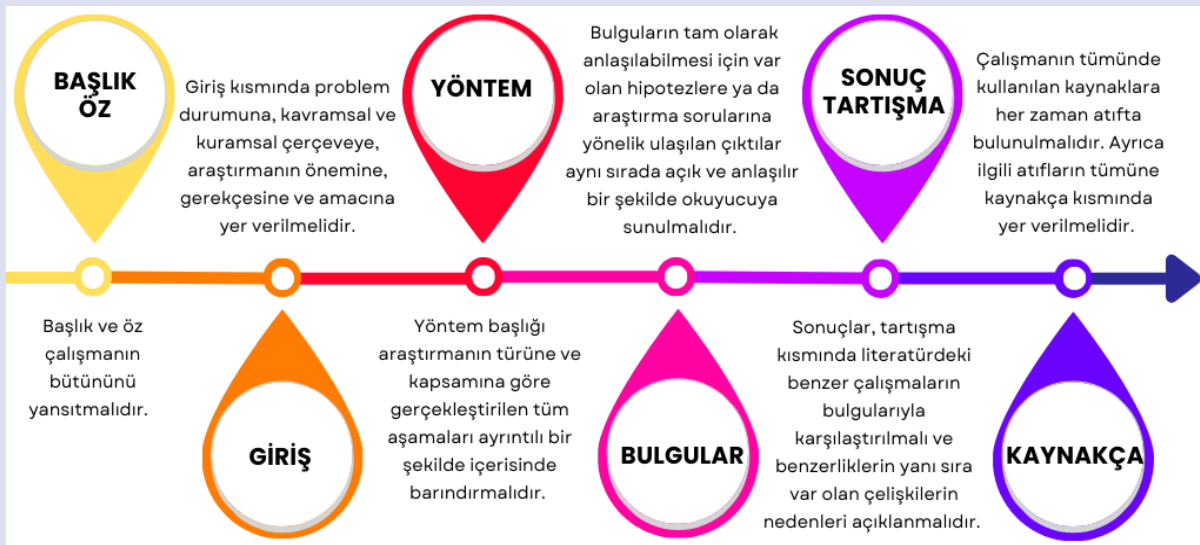 BAŞLIK
ÖZ
Başlık ve öz
çalışmanın
bütününü
yansıtmalıdır.
Giriş kısmında problem
durumuna, kavramsal ve
kuramsal çerçeveye,
araştırmanın önemine,
gerekçesine ve amacına
yer verilmelidir.
GİRİŞ
YÖNTEM
Yöntem başlığı
araştırmanın türüne ve
kapsamına göre
gerçekleştirilen tüm
aşamaları ayrıntılı bir
şekilde içerisinde
barındırmalıdır.
Bulguların tam olarak
anlaşılabilmesi için var
olan hipotezlere ya da
araştırma sorularına
yönelik ulaşılan çıktılar
aynı sırada açık ve anlaşılır
bir şekilde okuyucuya
sunulmalıdır.
BULGULAR
SONUÇ
TARTIŞMA
Sonuçlar, tartışma
kısmında literatürdeki
benzer çalışmaların
bulgularıyla
karşılaştırılmalı ve
benzerliklerin yanı sıra
var olan çelişkilerin
nedenleri açıklanmalıdır.
Çalışmanın tümünde
kullanılan kaynaklara
her zaman atıfta
bulunulmalıdır. Ayrıca
ilgili atıfların tümüne
kaynakça kısmında
yer verilmelidir.
KAYNAKÇA